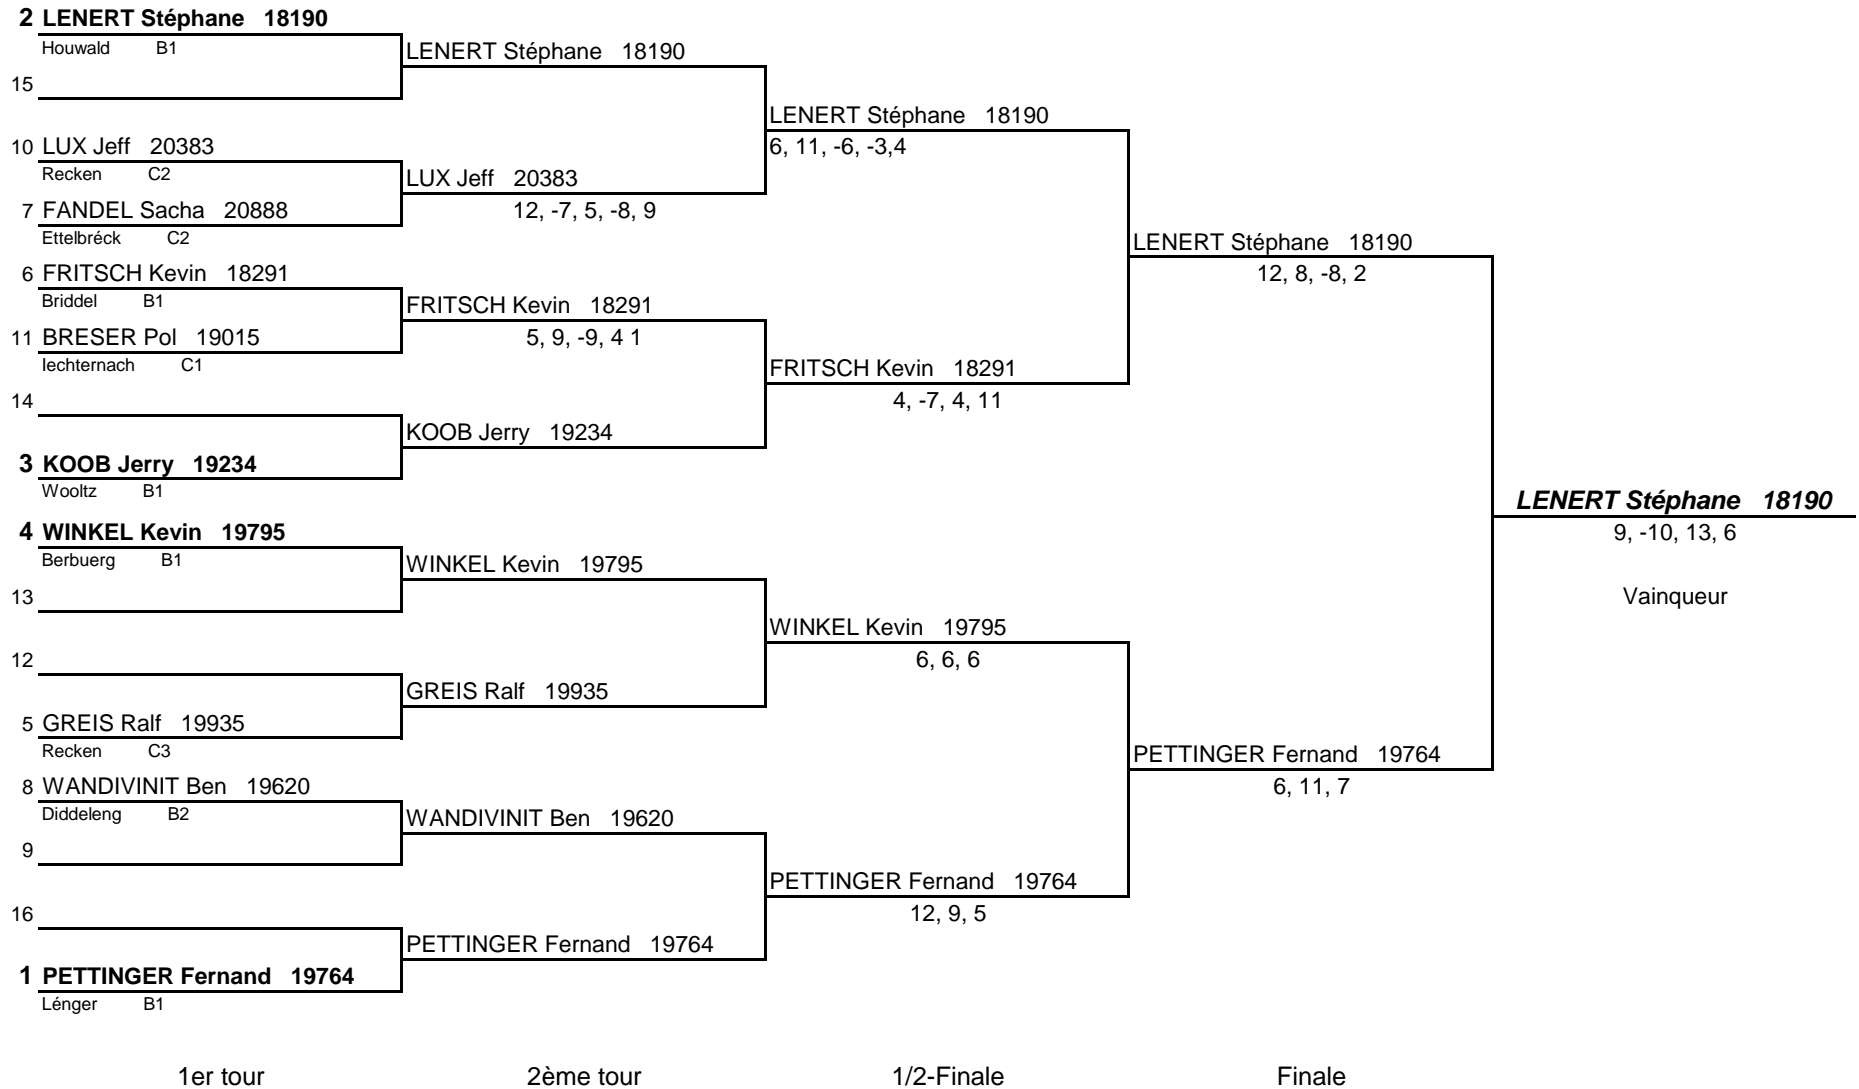 2 LENERT Stéphane 18190
Houwald B1
LENERT Stéphane 18190
15
LENERT Stéphane 18190
6, 11, -6, -3,4
10 LUX Jeff 20383
Recken C2
LUX Jeff 20383
12, -7, 5, -8, 9
7 FANDEL Sacha 20888
Ettelbréck C2
LENERT Stéphane 18190
12, 8, -8, 2
6 FRITSCH Kevin 18291
Briddel B1
FRITSCH Kevin 18291
5, 9, -9, 4 1
11 BRESER Pol 19015
Iechternach C1
FRITSCH Kevin 18291
4, -7, 4, 11
14
KOOB Jerry 19234
3 KOOB Jerry 19234
Wooltz B1
LENERT Stéphane 18190
9, -10, 13, 6
Vainqueur
4 WINKEL Kevin 19795
Berbuerg B1
WINKEL Kevin 19795
13
WINKEL Kevin 19795
6, 6, 6
12
GREIS Ralf 19935
5 GREIS Ralf 19935
Recken C3
PETTINGER Fernand 19764
6, 11, 7
8 WANDIVINIT Ben 19620
Diddeleng B2
WANDIVINIT Ben 19620
9
PETTINGER Fernand 19764
12, 9, 5
16
PETTINGER Fernand 19764
1 PETTINGER Fernand 19764
Lénger B1
1er tour 2ème tour 1/2-Finale Finale